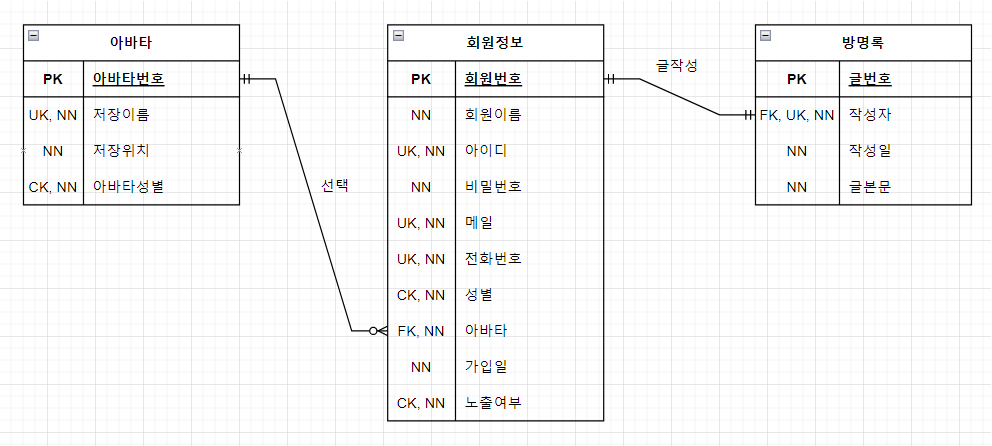 아바타
PK 아바타번호
UK, NN 저장이름
NN 저장위치
CK, NN 아바타성별
선택
회원정보
PK 회원번호
NN 회원이름
UK, NN 아이디
NN 비밀번호
UK, NN 메일
UK, NN 전화번호
CK, NN 성별
FK, NN 아바타
NN 가입일
CK, NN 노출여부
글작성
방명록
PK 글번호
FK, UK, NN 작성자
NN 작성일
NN 글본문